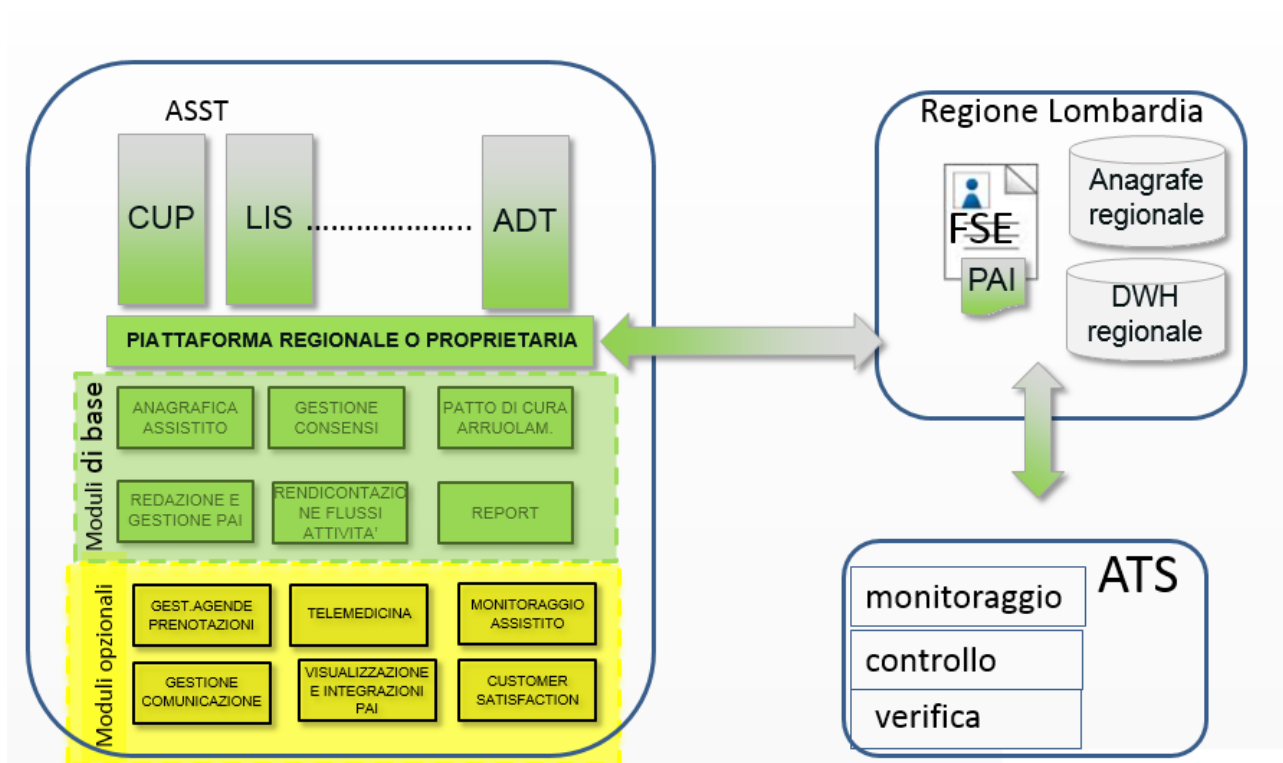 ASST
CUP
LIS
....................
ADT
PIATTAFORMA REGIONALE O PROPRIETARIA
Moduli di base
ANAGRAFICA
ASSISTITO
GESTIONE
CONSENSI
PATTO DI CURA
ARRUOLAM.
REDAZIONE E
GESTIONE PAI
RENDICONTAZIO
NE FLUSSI
ATTIVITA'
REPORT
Moduli opzionali
GEST.AGENDE
PRENOTAZIONI
TELEMEDICINA
MONITORAGGIO
ASSISTITO
GESTIONE
COMUNICAZIONE
VISUALIZZAZIONE
E INTEGRAZIONI
PAI
CUSTOMER
SATISFACTION
Regione Lombardia
FSE
PAI
Anagrafe
regionale
DWH
regionale
ATS
monitoraggio
controllo
verifica